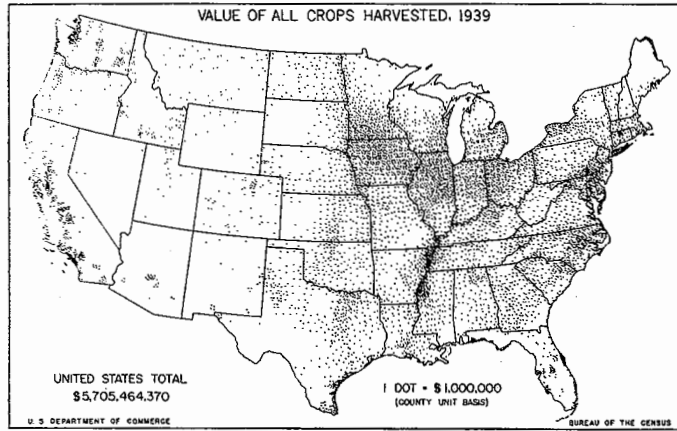 VALUE OF ALL CROPS HARVESTED, 1939
UNITED STATES TOTAL
$5,705,464,370
1 DOT = $1,000,000
(COUNTY UNIT BASIS)
U. S DEPARTMENT OF COMMERCE
BUREAU OF THE CENSUS